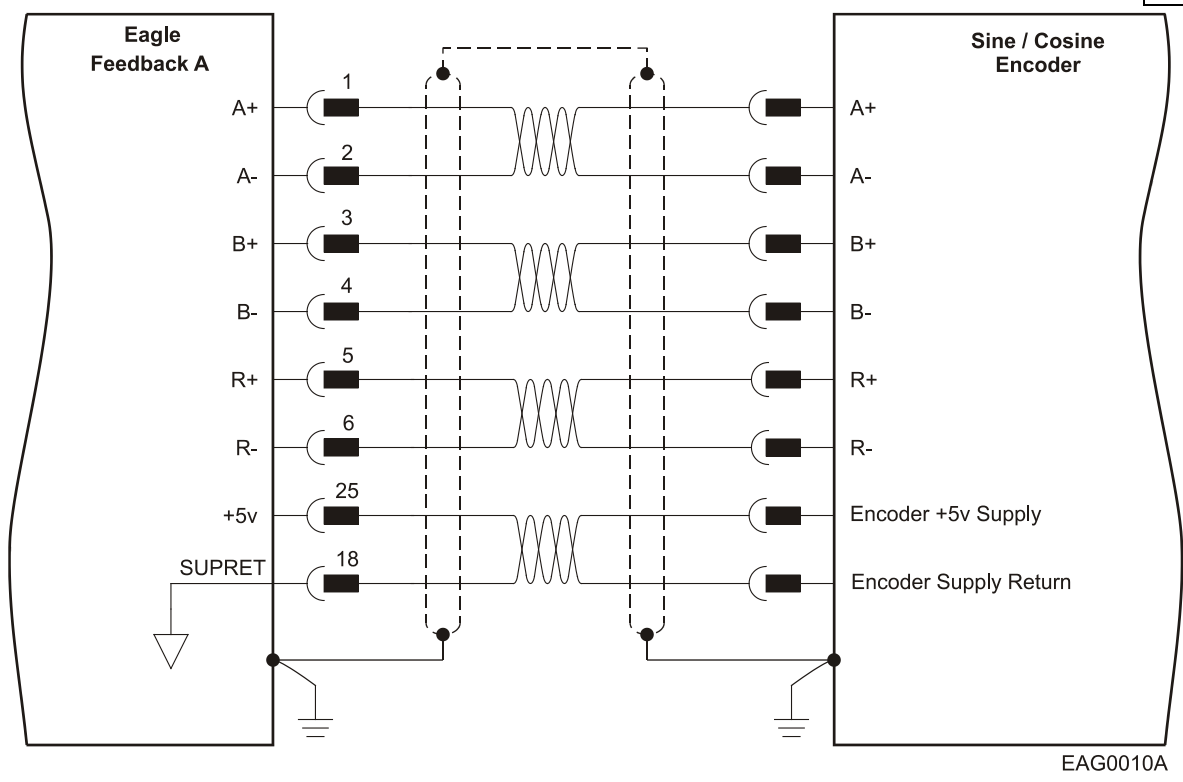 Eagle
Feedback A
Sine / Cosine
Encoder
A+ 1 A+
A- 2 A-
B+ 3 B+
B- 4 B-
R+ 5 R+
R- 6 R-
+5v 25 Encoder +5v Supply
SUPRET 18 Encoder Supply Return
EAG0010A